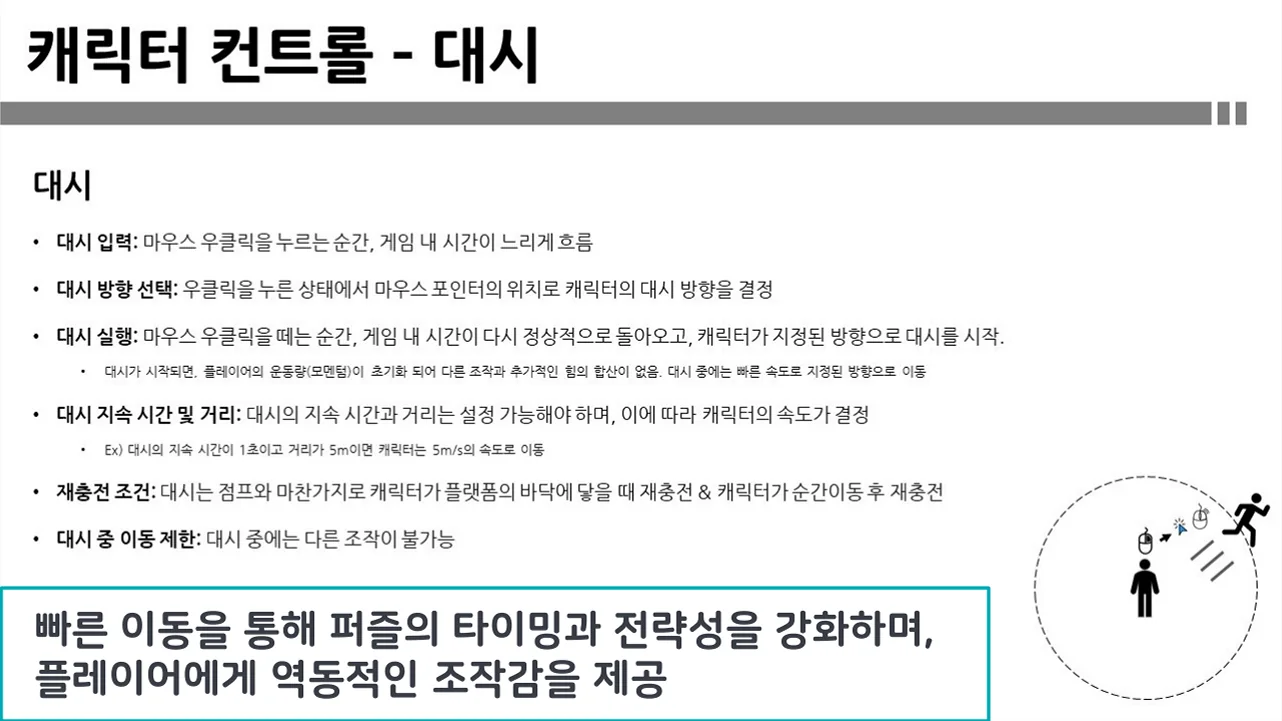 캐릭터 컨트롤 - 대시
대시
• 대시 입력: 마우스 우클릭을 누르는 순간, 게임 내 시간이 느리게 흐름
• 대시 방향 선택: 우클릭을 누른 상태에서 마우스 포인터의 위치로 캐릭터의 대시 방향을 결정
• 대시 실행: 마우스 우클릭을 떼는 순간, 게임 내 시간이 다시 정상적으로 돌아오고, 캐릭터가 지정된 방향으로 대시를 시작.
• 대시가 시작되면, 플레이어의 운동량(모멘텀)이 초기화 되어 다른 조작과 추가적인 힘의 합산이 없음. 대시 중에는 빠른 속도로 지정된 방향으로 이동
• 대시 지속 시간 및 거리: 대시의 지속 시간과 거리는 설정 가능해야 하며, 이에 따라 캐릭터의 속도가 결정
• Ex) 대시의 지속 시간이 1초이고 거리가 5m이면 캐릭터는 5m/s의 속도로 이동
• 재충전 조건: 대시는 점프와 마찬가지로 캐릭터가 플랫폼의 바닥에 닿을 때 재충전 & 캐릭터가 순간이동 후 재충전
• 대시 중 이동 제한: 대시 중에는 다른 조작이 불가능
빠른 이동을 통해 퍼즐의 타이밍과 전략성을 강화하며,
플레이어에게 역동적인 조작감을 제공